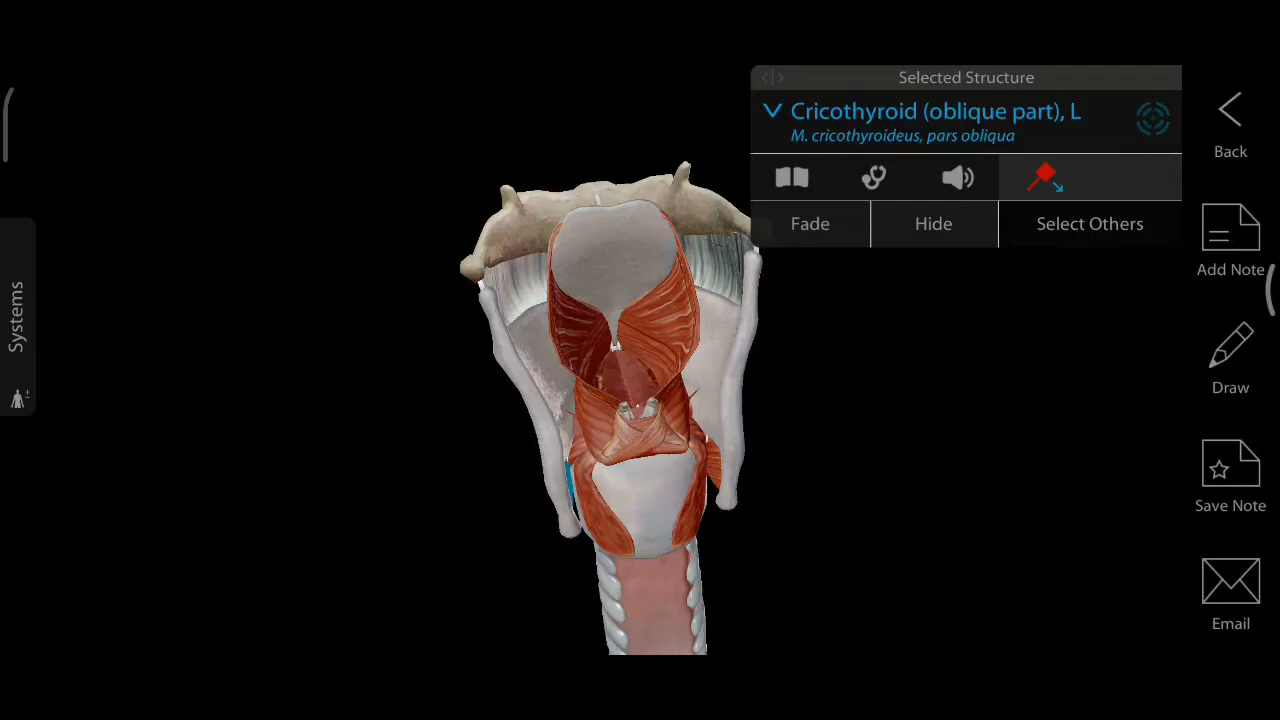 Selected Structure
Cricothyroid (oblique part), L
M. cricothyroideus, pars obliqua
Fade
Hide
Select Others
Back
Add Note
Draw
Save Note
Email
Systems